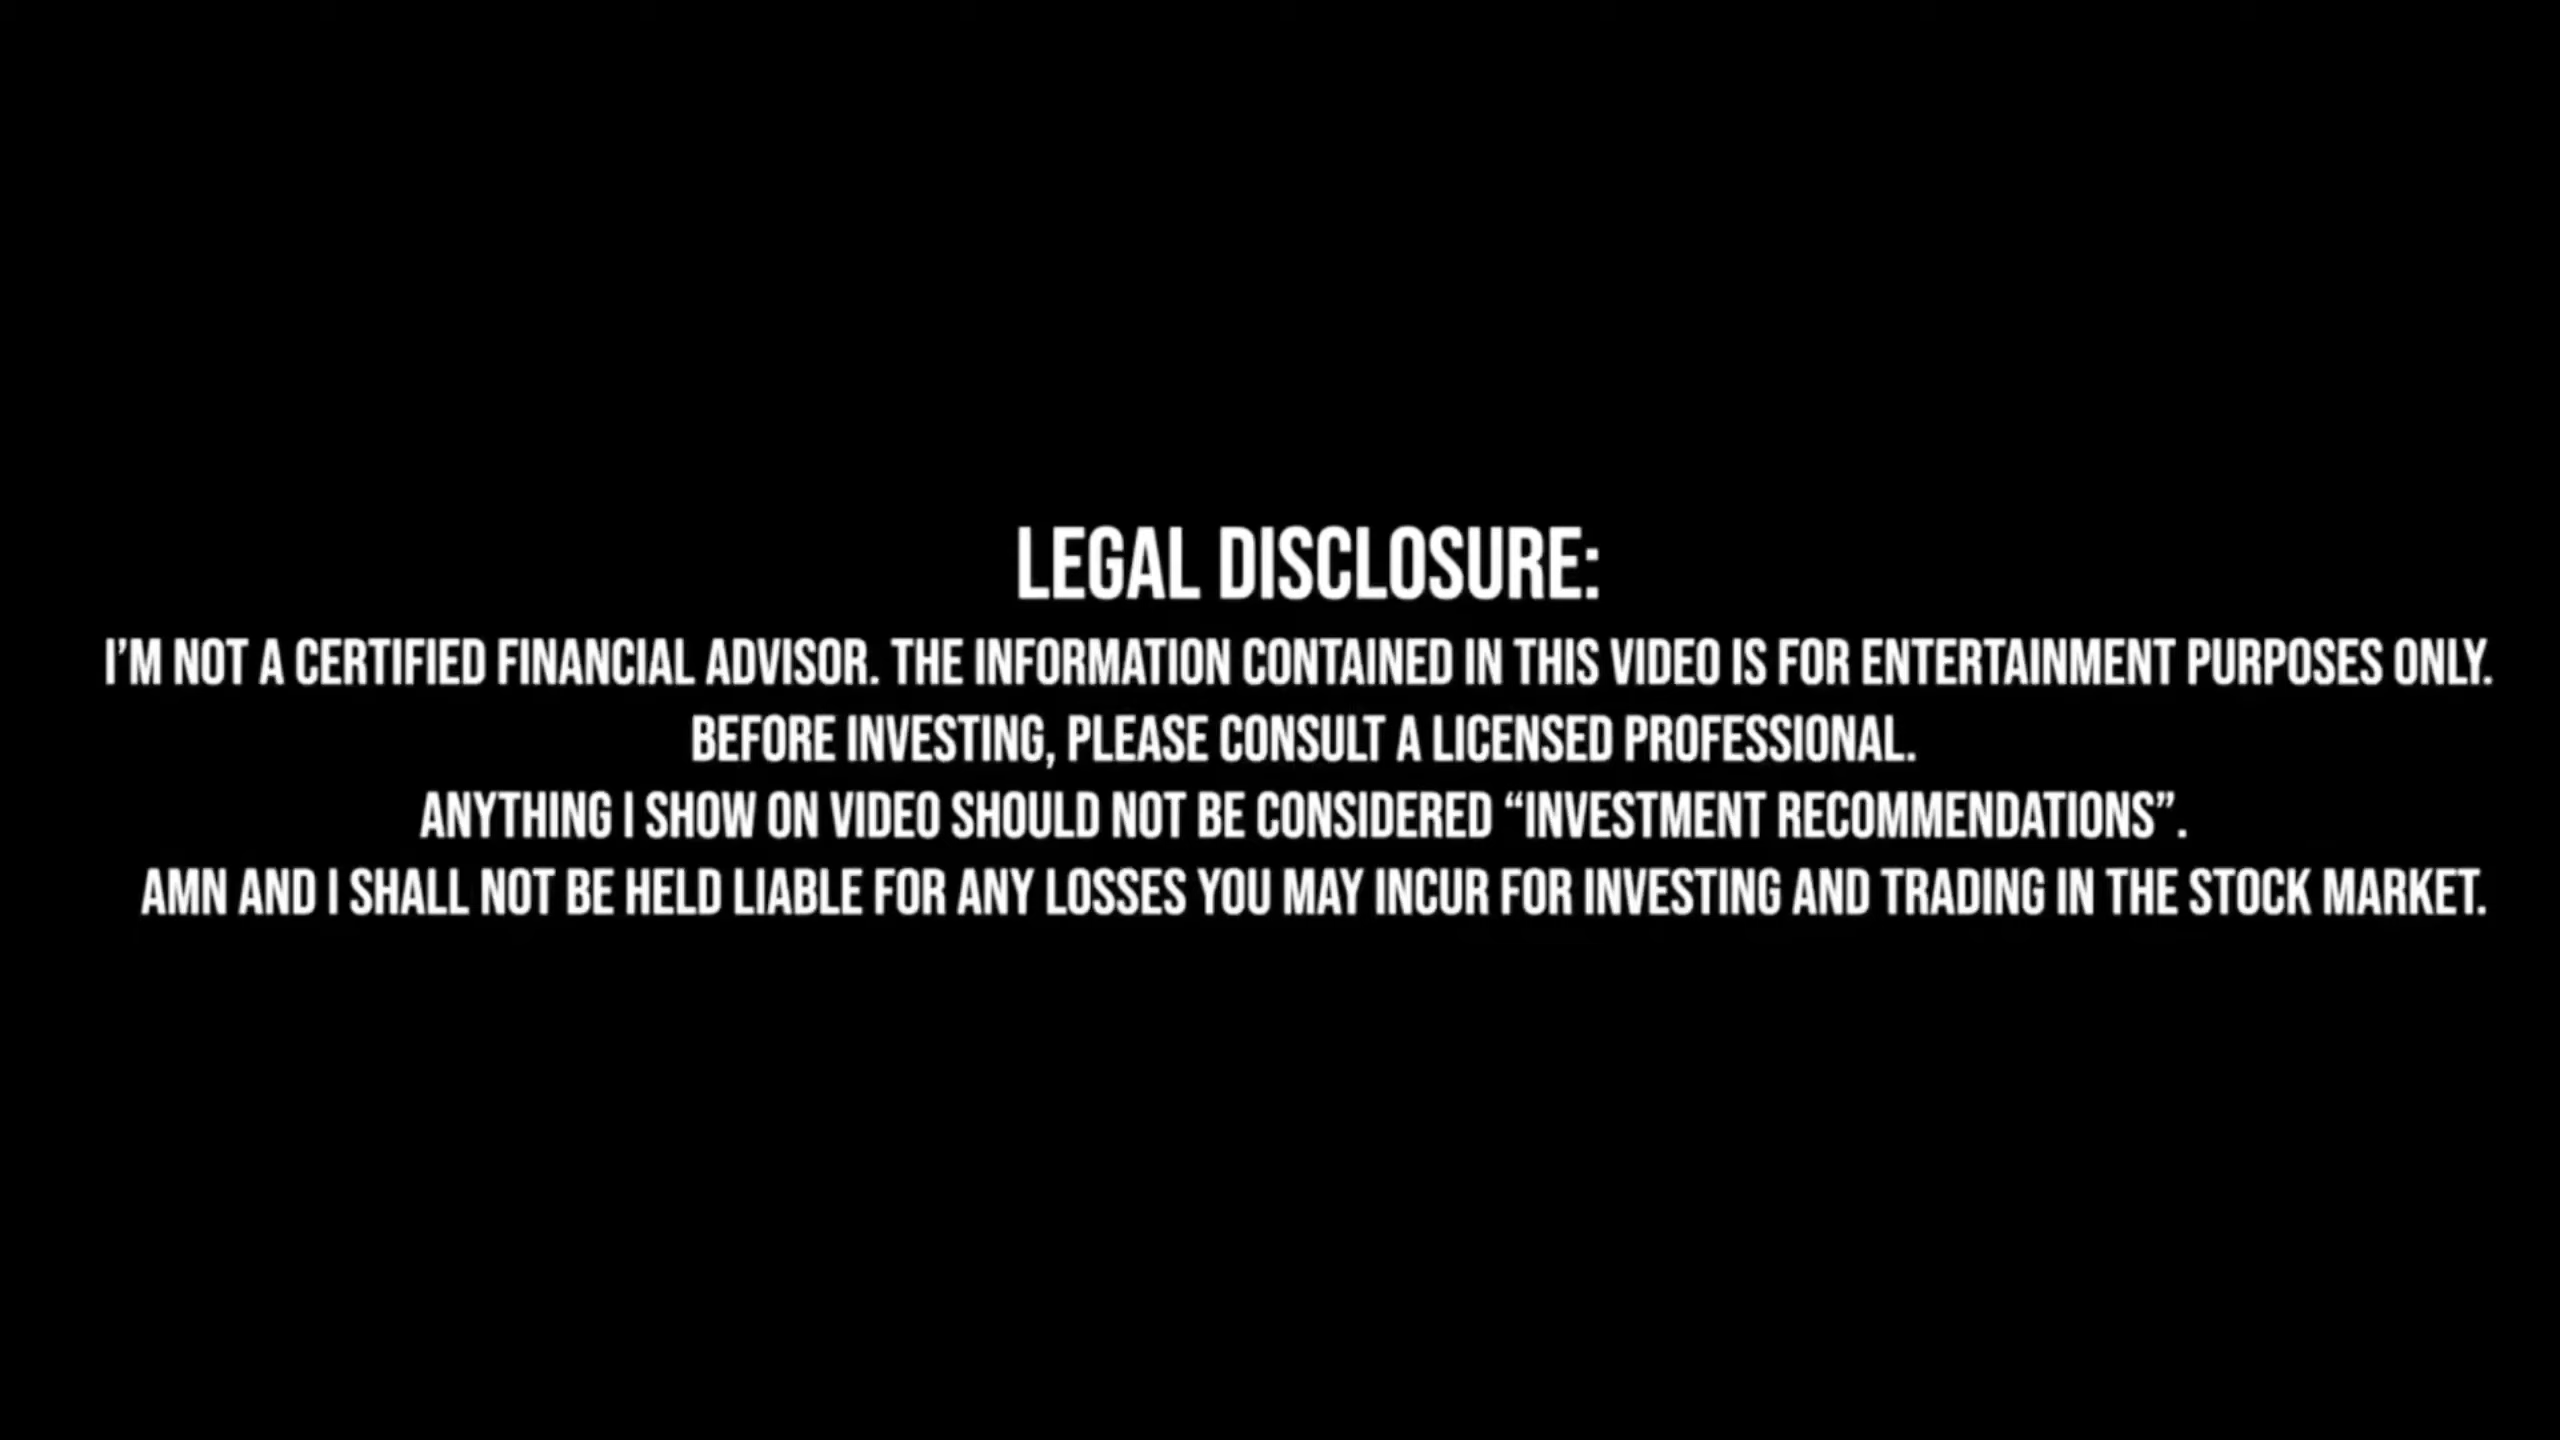 LEGAL DISCLOSURE:
I'M NOT A CERTIFIED FINANCIAL ADVISOR. THE INFORMATION CONTAINED IN THIS VIDEO IS FOR ENTERTAINMENT PURPOSES ONLY.
BEFORE INVESTING, PLEASE CONSULT A LICENSED PROFESSIONAL.
ANYTHING I SHOW ON VIDEO SHOULD NOT BE CONSIDERED “INVESTMENT RECOMMENDATIONS”.
AMN AND I SHALL NOT BE HELD LIABLE FOR ANY LOSSES YOU MAY INCUR FOR INVESTING AND TRADING IN THE STOCK MARKET.